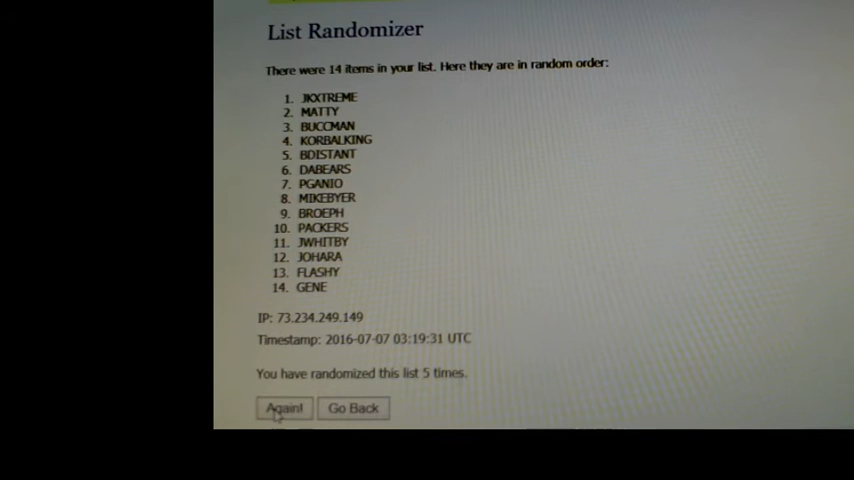 List Randomizer
There were 14 items in your list. Here they are in random order:
1. JKXTREME
2. MATTY
3. BUCCMAN
4. KORBALKING
5. BDISTANT
6. DABEARS
7. PGANIO
8. MIKEBYER
9. BROEPH
10. PACKERS
11. JWHITBY
12. JOHARA
13. FLASHY
14. GENE
IP: 73.234.249.149
Timestamp: 2016-07-07 03:19:31 UTC
You have randomized this list 5 times.
Again! Go Back